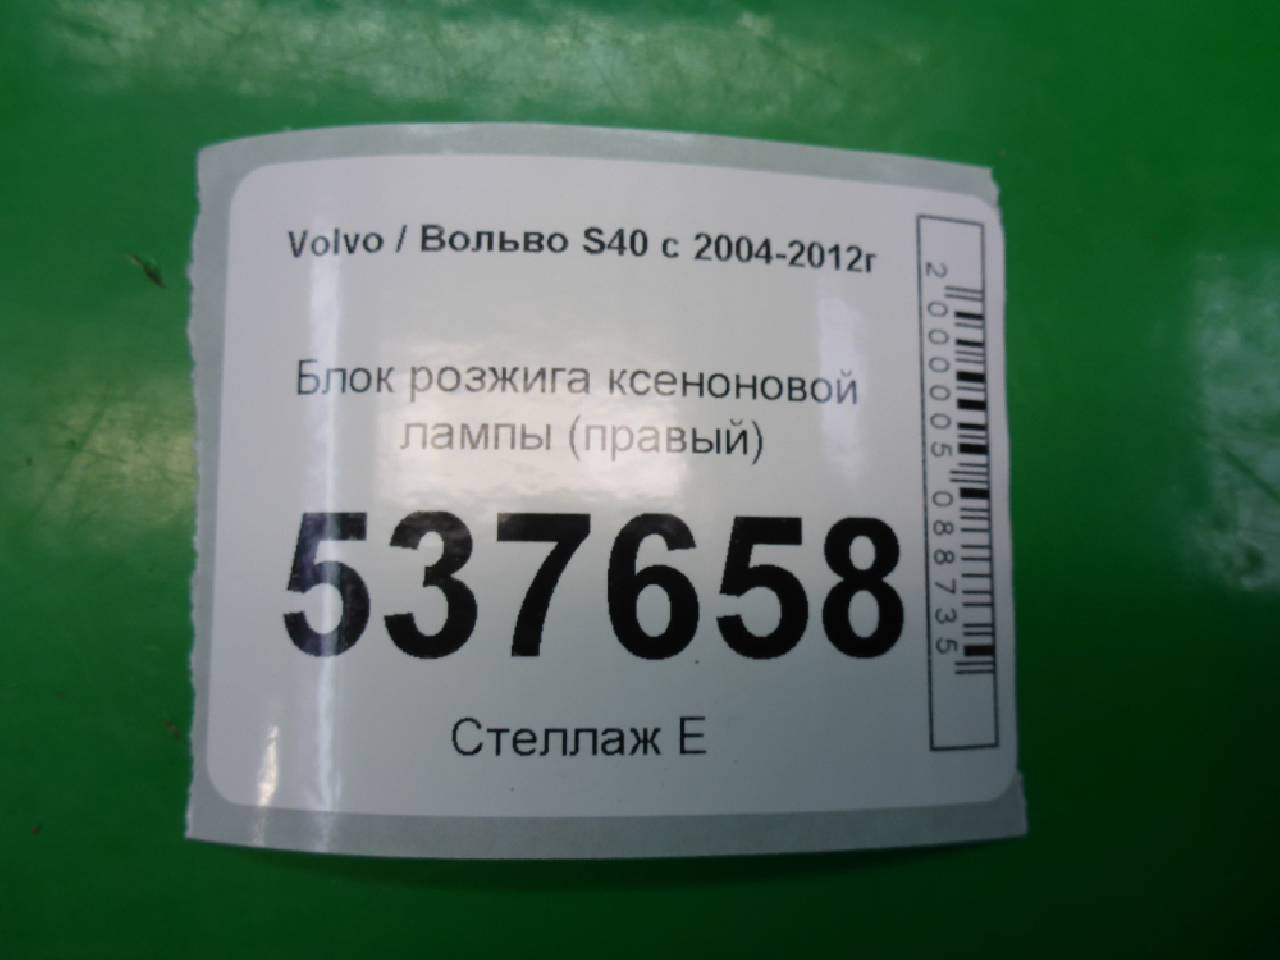 Volvo / Вольво S40 с 2004-2012г
Блок розжига ксеноновой
лампы (правый)
537658
Стеллаж Е
2000005088735